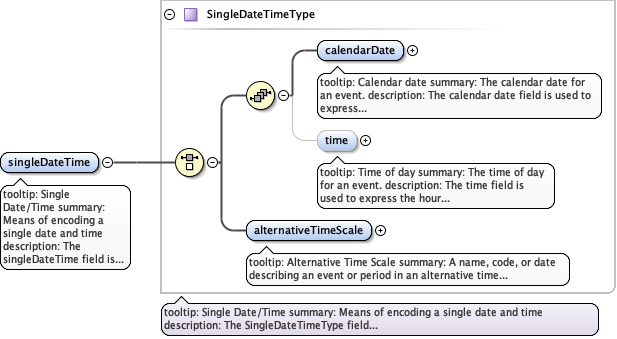 SingleDateTimeType
calendarDate
tooltip: Calendar date summary: The calendar date for
an event. description: The calendar date field is used to
express...
time
tooltip: Time of day summary: The time of day
for an event. description: The time field is
used to express the hour...
singleDateTime
tooltip: Single
Date/Time summary:
Means of encoding a
single date and time
description: The
singleDateTime field is...
alternativeTimeScale
tooltip: Alternative Time Scale summary: A name, code, or date
describing an event or period in an alternative time...
tooltip: Single Date/Time summary: Means of encoding a single date and time
description: The SingleDateTimeType field...